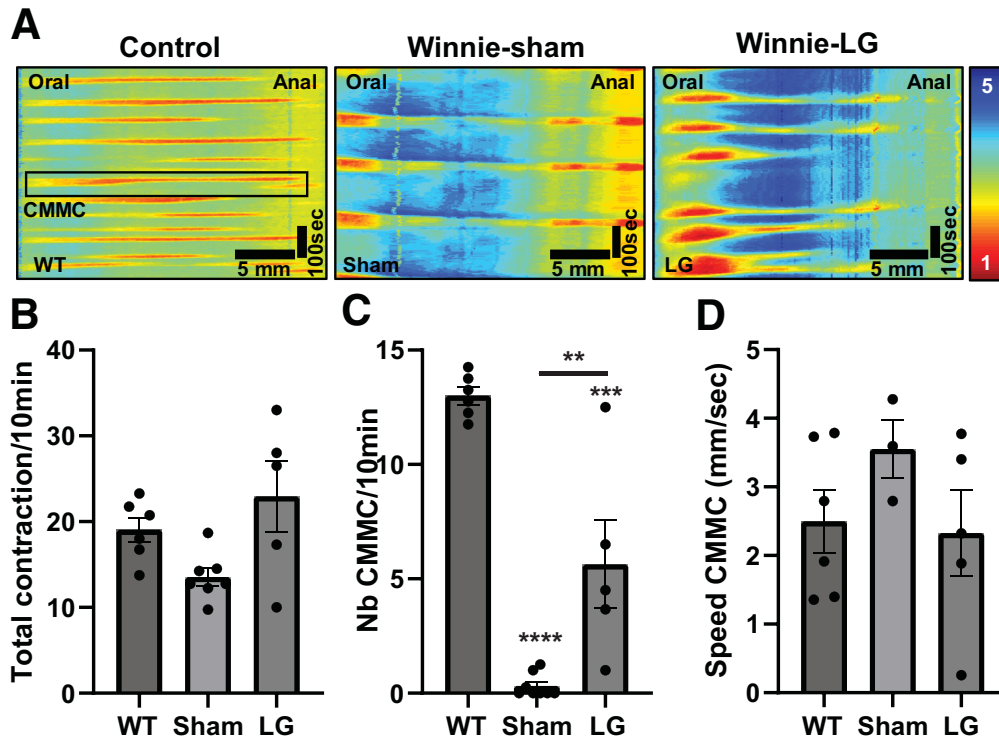 A
Control
Winnie-sham
Winnie-LG
Oral
Anal
CMMC
WT
5 mm
100sec
Oral
Anal
Sham
5 mm
100sec
Oral
Anal
LG
5 mm
100sec
5
1
B
Total contraction/10min
40
30
20
10
0
WT
Sham
LG
C
Nb CMMC/10min
15
10
5
0
**
***
****
WT
Sham
LG
D
Speed CMMC (mm/sec)
5
4
3
2
1
0
WT
Sham
LG